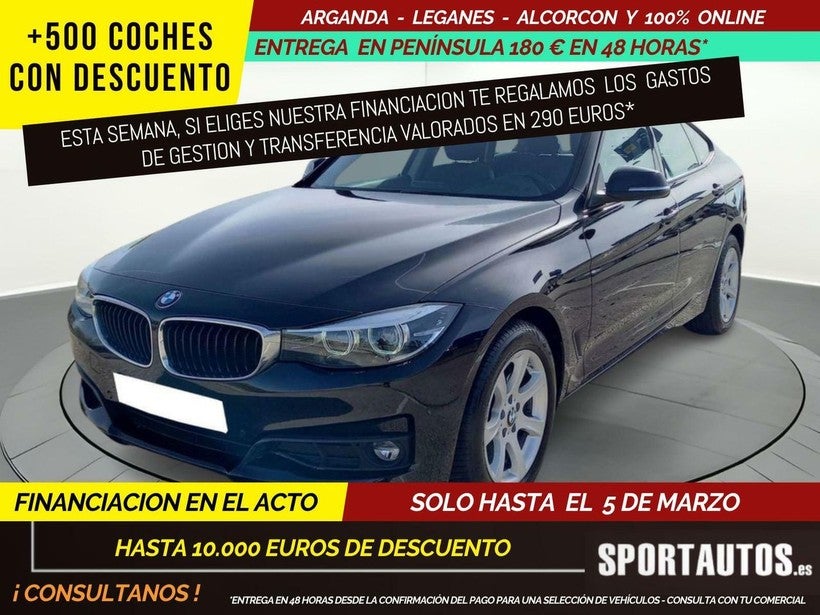 +500 COCHES
CON DESCUENTO
ARGANDA - LEGANES - ALCORCON Y 100% ONLINE
ENTREGA EN PENÍNSULA 180 € EN 48 HORAS*
ESTA SEMANA, SI ELIGES NUESTRA FINANCIACION TE REGALAMOS LOS GASTOS
DE GESTION Y TRANSFERENCIA VALORADOS EN 290 EUROS*
FINANCIACION EN EL ACTO
SOLO HASTA EL 5 DE MARZO
HASTA 10.000 EUROS DE DESCUENTO
SPORTAUTOS.es
¡ CONSULTANOS !
*ENTREGA EN 48 HORAS DESDE LA CONFIRMACIÓN DEL PAGO PARA UNA SELECCIÓN DE VEHÍCULOS - CONSULTA CON TU COMERCIAL